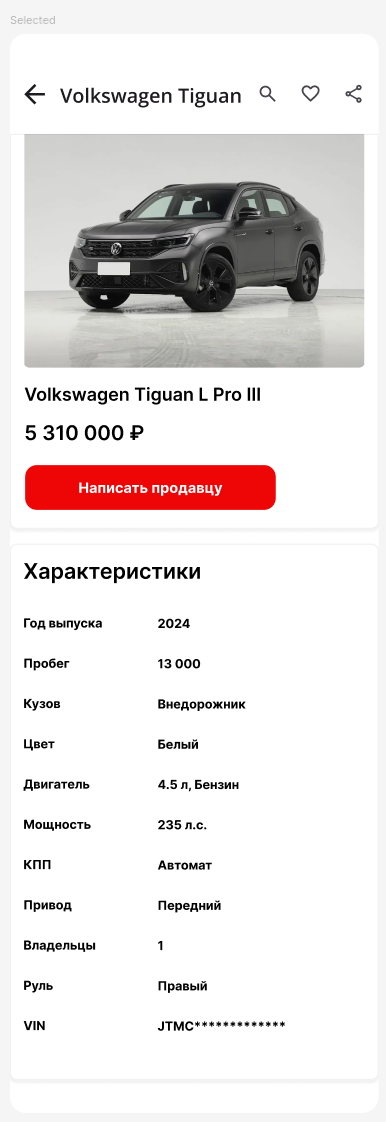 Selected
Volkswagen Tiguan
Volkswagen Tiguan L Pro III
5 310 000 ₽
Написать продавцу
Характеристики
Год выпуска 2024
Пробег 13 000
Кузов Внедорожник
Цвет Белый
Двигатель 4.5 л, Бензин
Мощность 235 л.с.
КПП Автомат
Привод Передний
Владельцы 1
Руль Правый
VIN JTMC*************